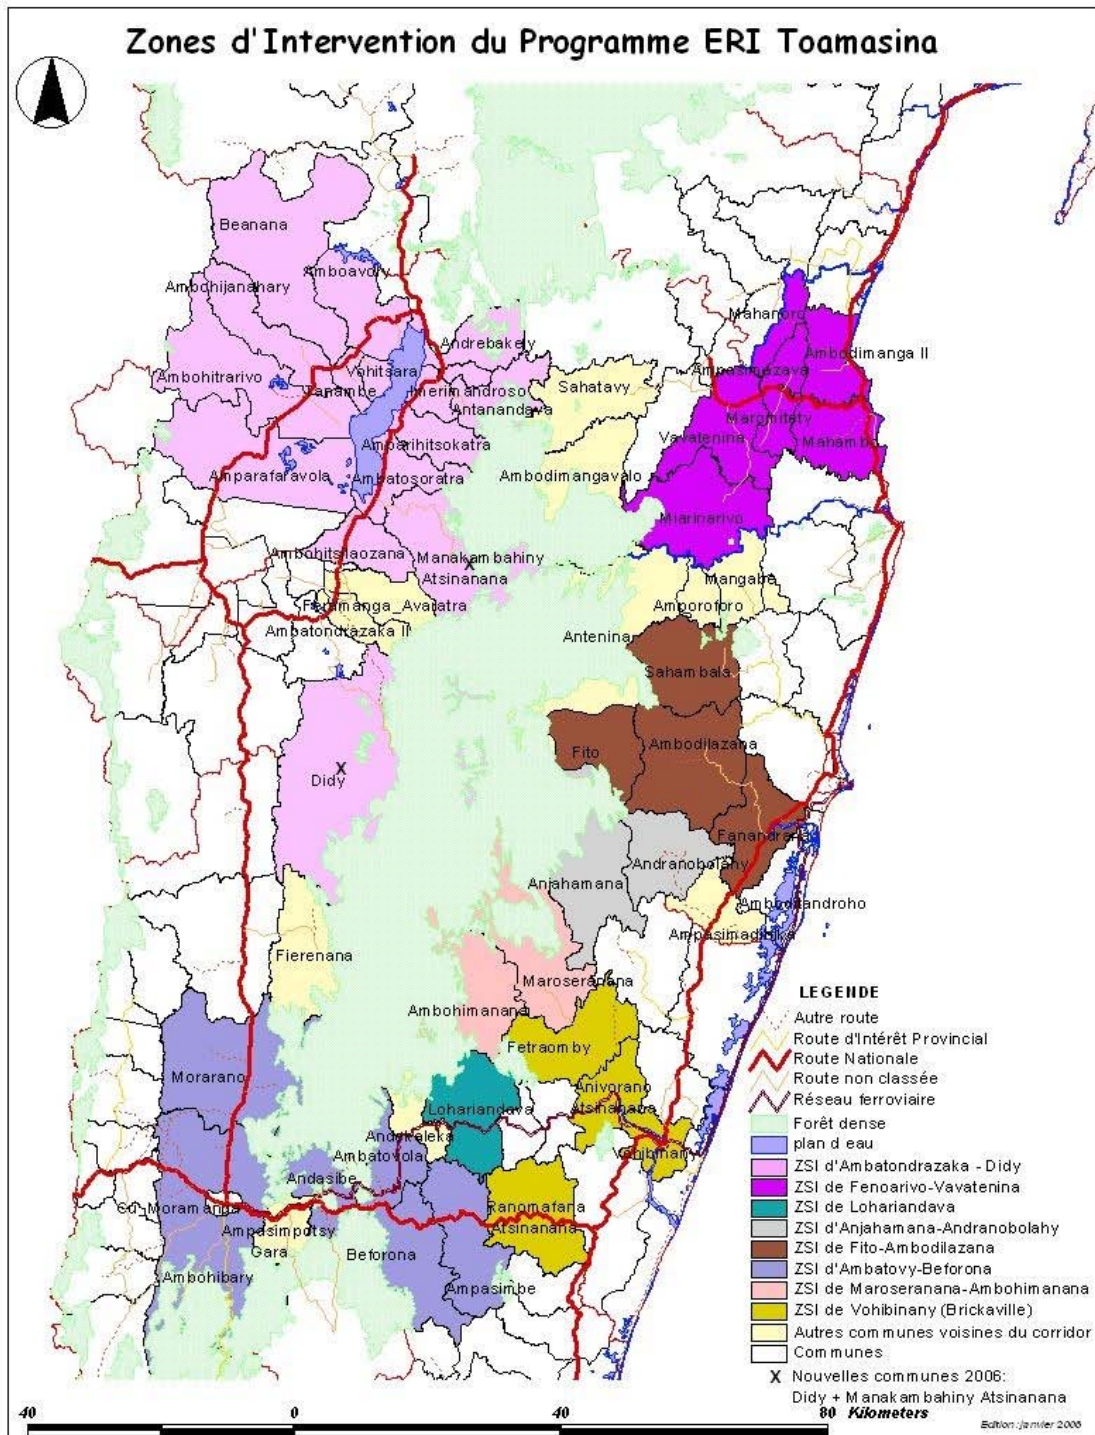 Zones d'Intervention du Programme ERI Toamasina
Beanana
Amboavory
Ambohijanahary
Mahanoro
Andrebakely
Ambodimanga II
Vohitsara
Ampasimazava
Ambohitrarivo
Tanambe
Imerimandroso
Sahatavy
Antanandava
Maromitety
Amparihitsokatra
Vavatenina
Mahambo
Amparafaravola
Ambatosoratra
Ambodimangavalo
Miarinarivo
Ambohitsilaozana
Manakambahiny
Atsinanana
X
Mangabe
Feramanga_Avaratra
Amporoforo
Ambatondrazaka II
Antenina
Sahambala
Fito
Ambodilazana
Didy
X
Fanandrana
Andranobolahy
Anjahamana
Ambodilandroho
Ampasimadinika
Fierenana
Maroseranana
Ambohimanana
Fetraomby
Morarano
Anivorano
Atsinanana
Lohariandava
Andekaleka
Ambatovola
Vohibinany
Andasibe
Cu_Moramanga
Ranomafana
Atsinanana
Ampasimpotsy
Gara
Beforona
Ambohibary
Ampasimbe
LEGENDE
Autre route
Route d'Intérêt Provincial
Route Nationale
Route non classée
Réseau ferroviaire
Forêt dense
plan d eau
ZSI d'Ambatondrazaka - Didy
ZSI de Fenoarivo-Vavatenina
ZSI de Lohariandava
ZSI d'Anjahamana-Andranobolahy
ZSI de Fito-Ambodilazana
ZSI d'Ambatovy-Beforona
ZSI de Maroseranana-Ambohimanana
ZSI de Vohibinany (Brickaville)
Autres communes voisines du corridor
Communes
X Nouvelles communes 2006:
Didy + Manakambahiny Atsinanana
40 0 40 80 Kilometers
Edition: janvier 2006